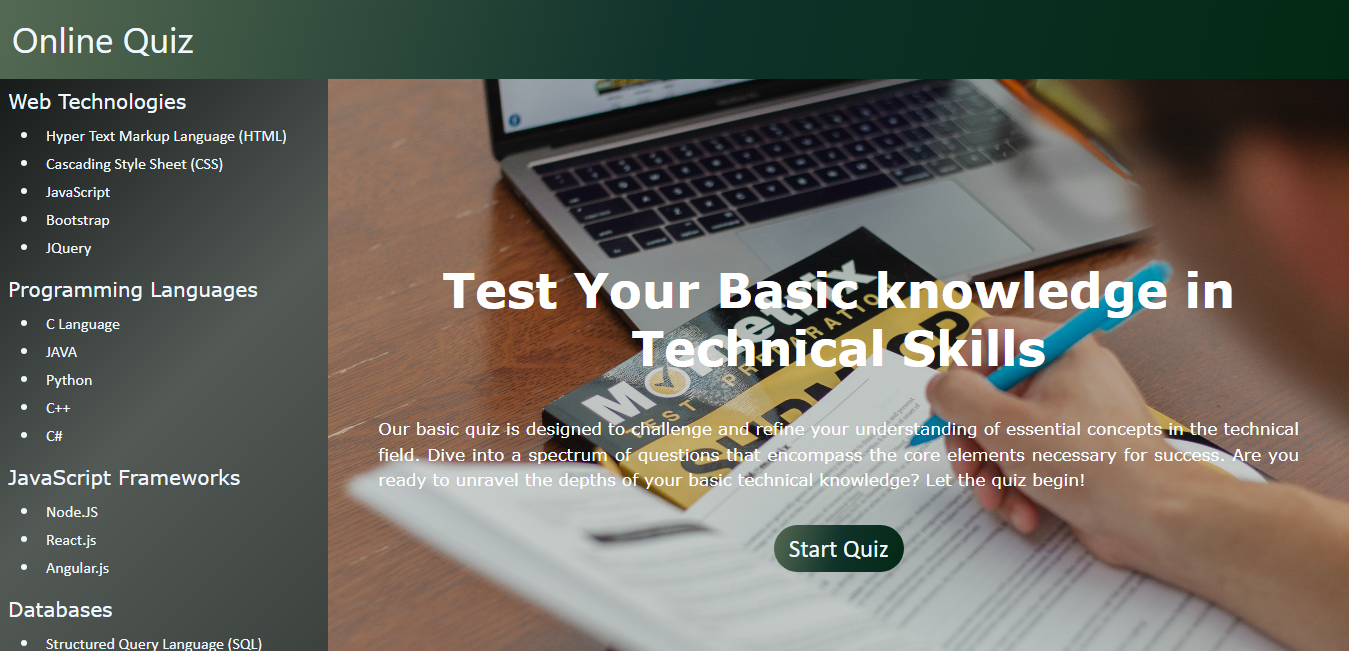 Online Quiz
Web Technologies
Hyper Text Markup Language (HTML)
Cascading Style Sheet (CSS)
JavaScript
Bootstrap
JQuery
Programming Languages
C Language
JAVA
Python
C++
C#
JavaScript Frameworks
Node.JS
React.js
Angular.js
Databases
Structured Query Language (SQL)
Test Your Basic knowledge in
Technical Skills
Our basic quiz is designed to challenge and refine your understanding of essential concepts in the technical
field. Dive into a spectrum of questions that encompass the core elements necessary for success. Are you
ready to unravel the depths of your basic technical knowledge? Let the quiz begin!
Start Quiz
TEST PREPARATION